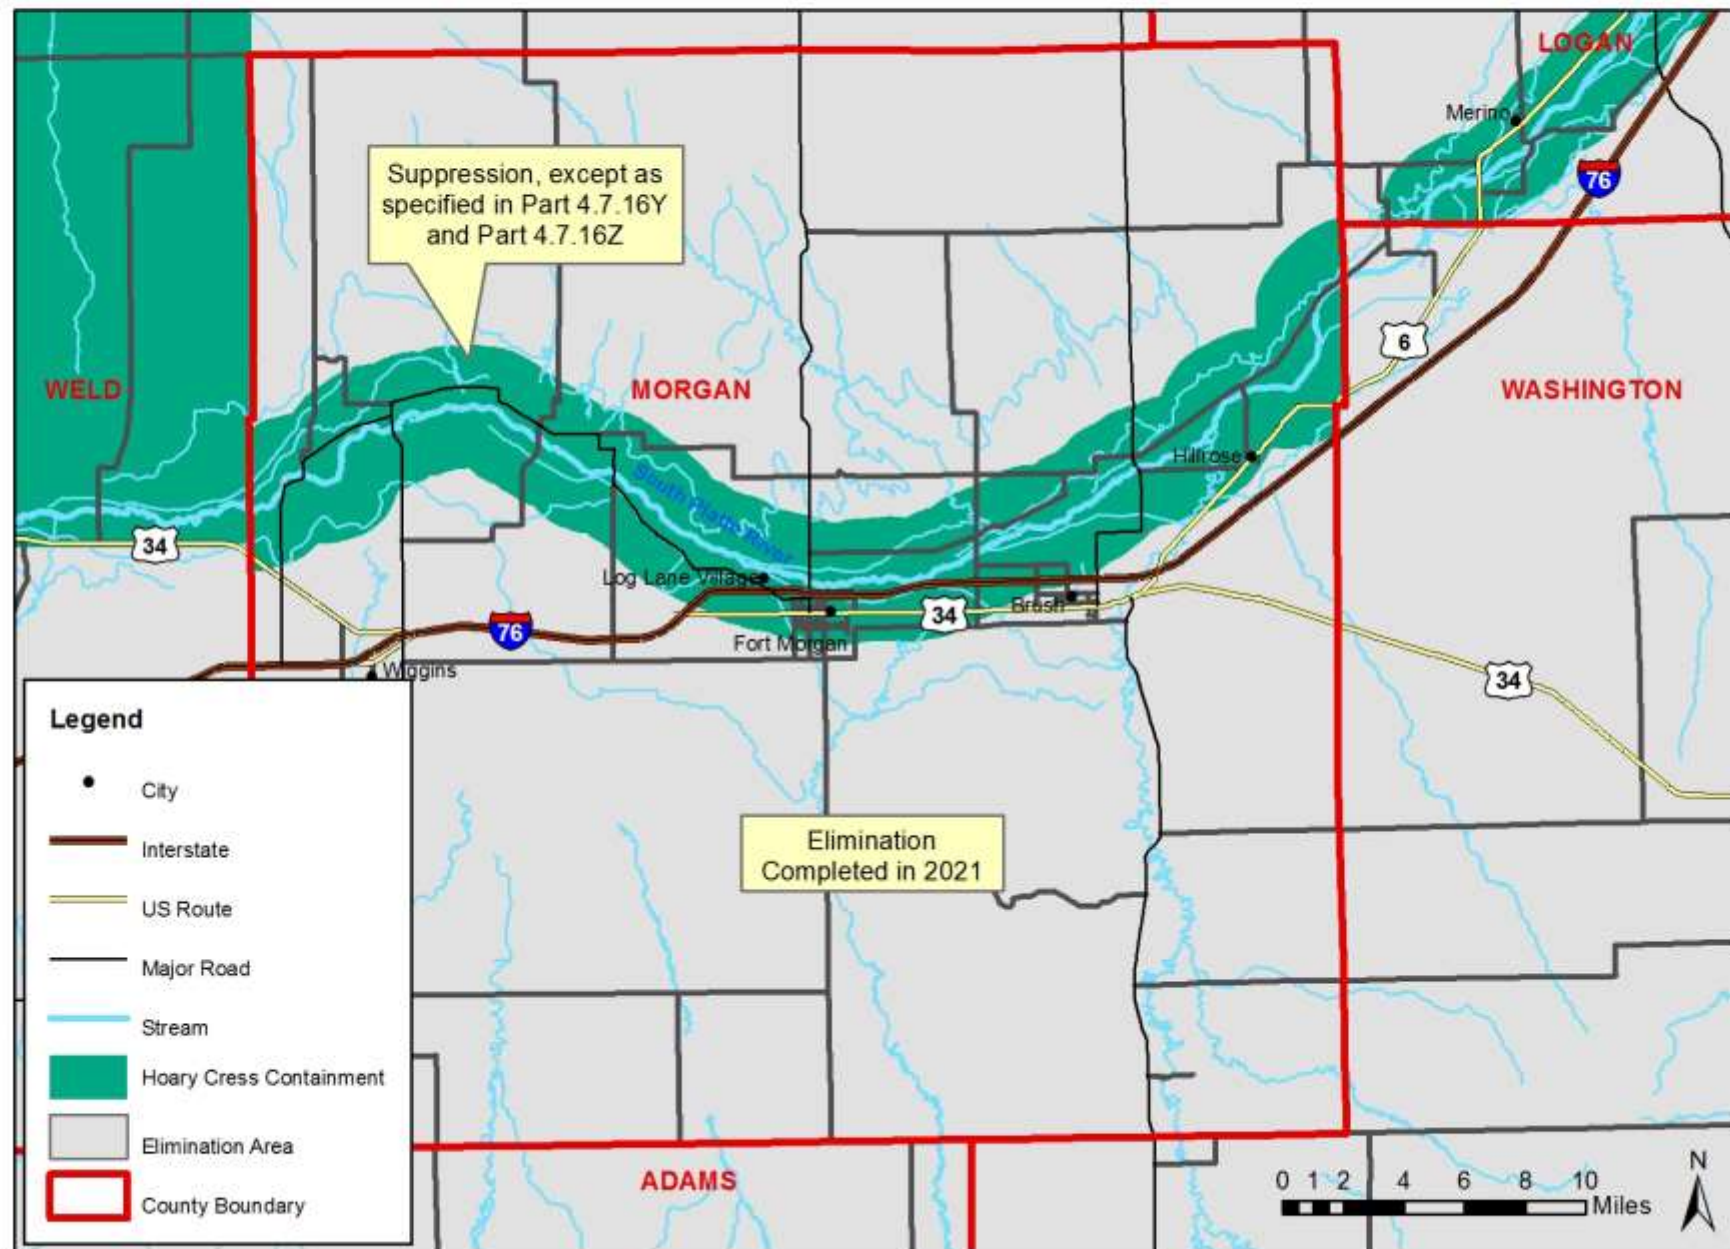 LOGAN
Merino
76
Suppression, except as
specified in Part 4.7.16Y
and Part 4.7.16Z
6
WELD
MORGAN
WASHINGTON
Hillrose
South Platte River
34
Log Lane Village
76
34
Brush
Fort Morgan
Wiggins
34
Legend
City
Interstate
US Route
Major Road
Stream
Hoary Cress Containment
Elimination Area
County Boundary
Elimination
Completed in 2021
ADAMS
0 1 2 4 6 8 10
Miles
N